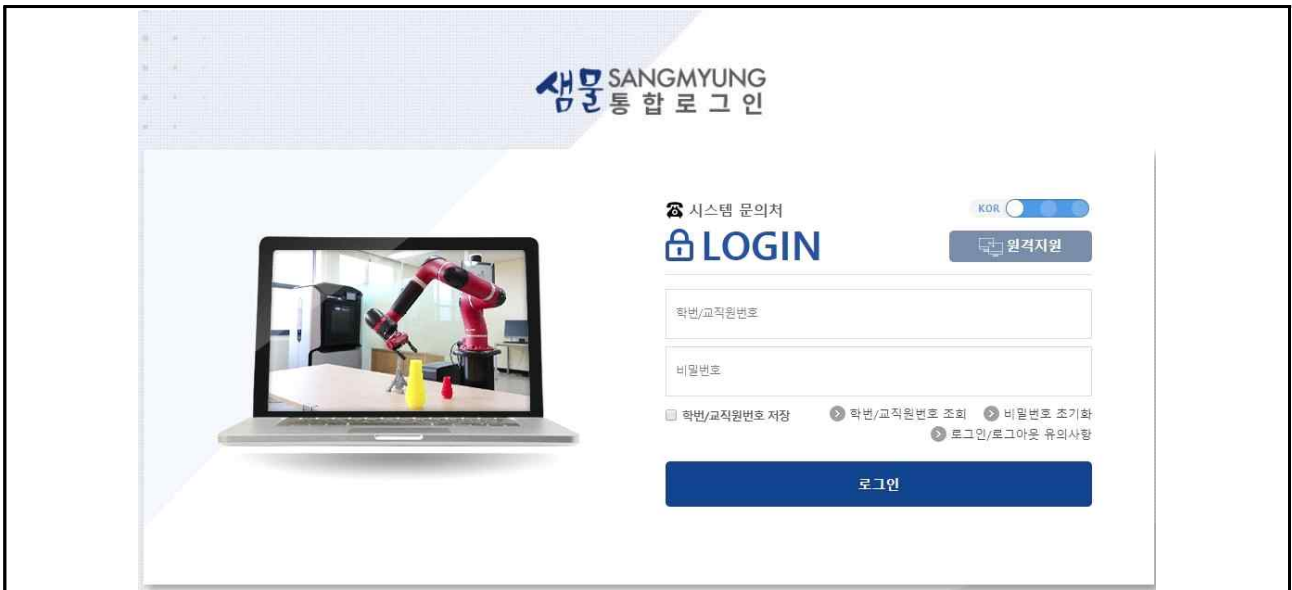 샘물 SANGMYUNG
통합로그인
시스템 문의처
KOR
LOGIN
원격지원
학번/교직원번호
비밀번호
학번/교직원번호 저장
학번/교직원번호 조회
비밀번호 초기화
로그인/로그아웃 유의사항
로그인